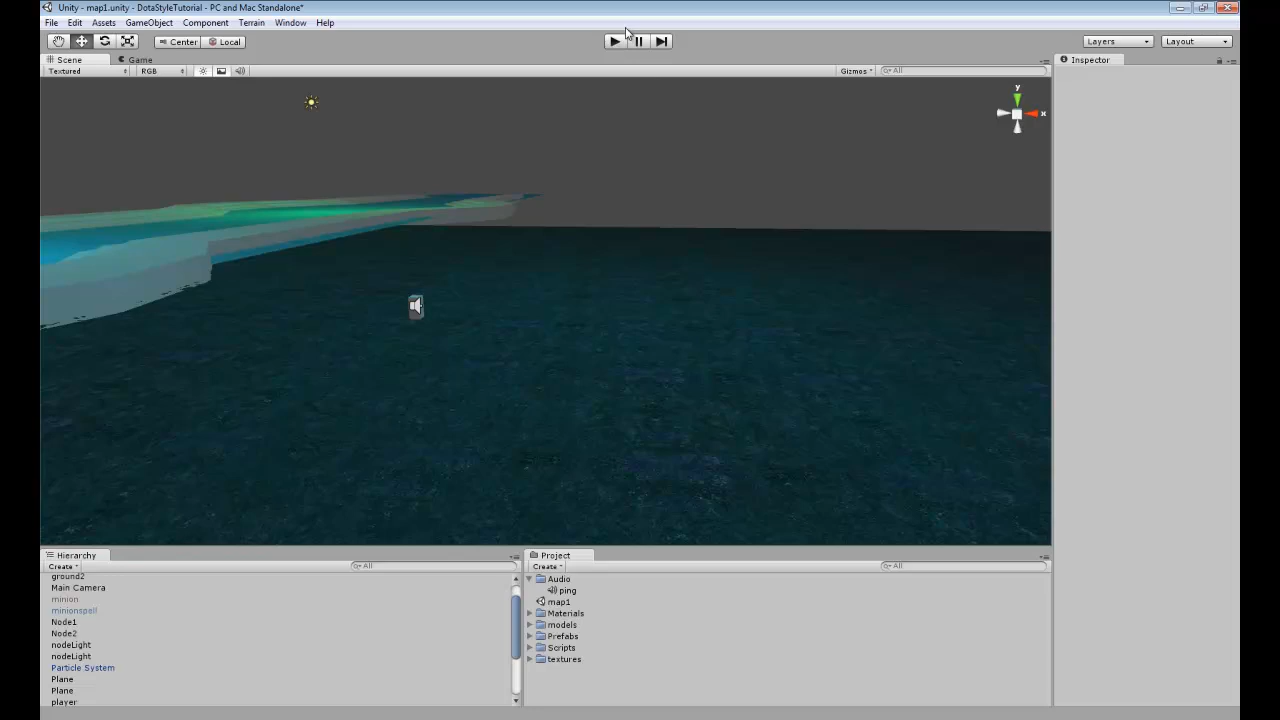 Unity - map1.unity - DotaStyleTutorial - PC and Mac Standalone*
File Edit Assets GameObject Component Terrain Window Help
Center Local Layers Layout
Scene Game Inspector
Textured RGB Gizmos All
y
x
Hierarchy Project
Create All Create All
ground2
Main Camera
minion
minionspell
Node1
Node2
nodeLight
nodeLight
Particle System
Plane
Plane
player
Audio
ping
map1
Materials
models
Prefabs
Scripts
textures